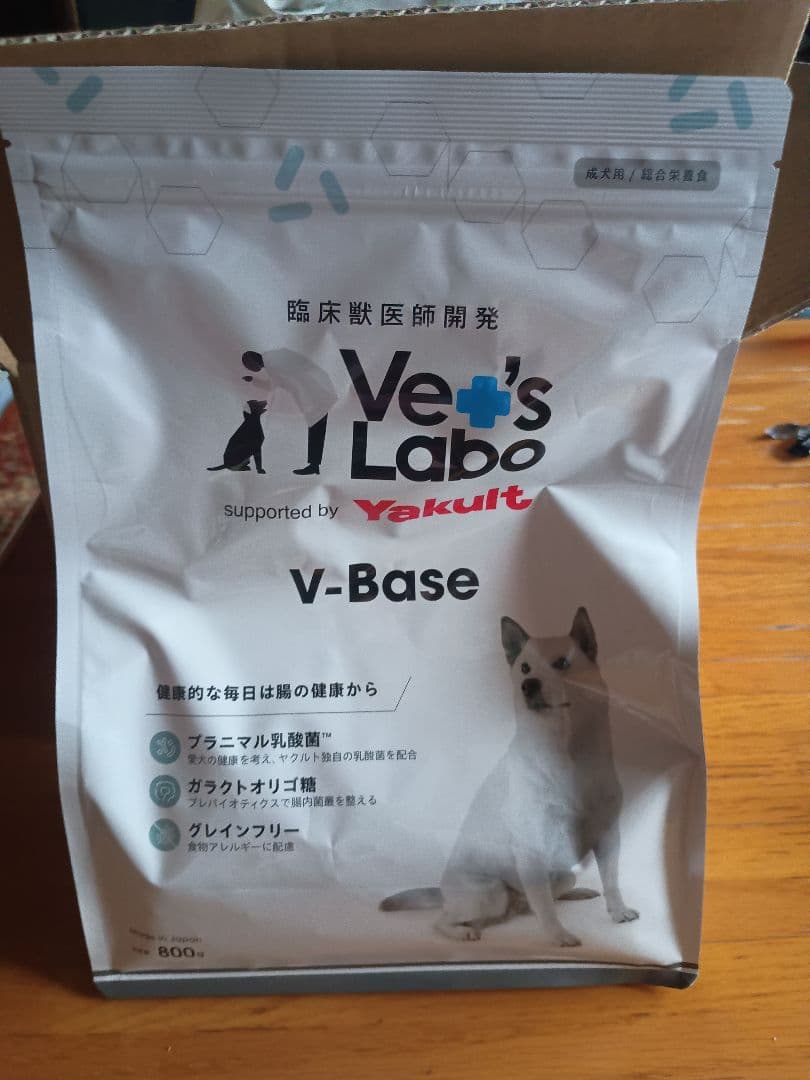 成犬用 / 総合栄養食
臨床獣医師開発
Vet's
Labo
supported by Yakult
V-Base
健康的な毎日は腸の健康から
プラニマル乳酸菌™
愛犬の健康を考え、ヤクルト独自の乳酸菌を配合
ガラクトオリゴ糖
プレバイオティクスで腸内菌叢を整える
グレインフリー
食物アレルギーに配慮
Made in Japan
800g